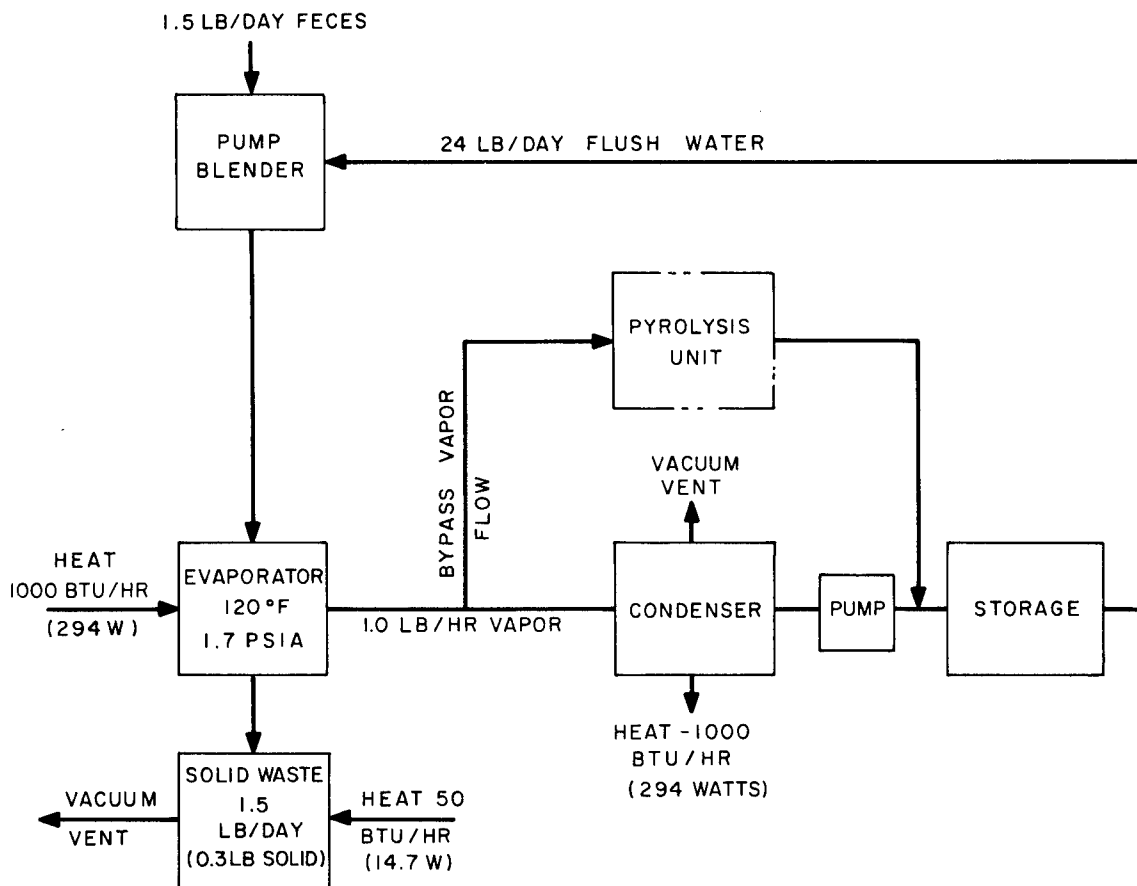 1.5 LB/DAY FECES
PUMP
BLENDER
24 LB/DAY FLUSH WATER
PYROLYSIS
UNIT
BYPASS VAPOR
FLOW
VACUUM
VENT
HEAT
1000 BTU/HR
(294 W)
EVAPORATOR
120°F
1.7 PSIA
1.0 LB/HR VAPOR
CONDENSER
PUMP
STORAGE
HEAT -1000
BTU/HR
(294 WATTS)
VACUUM
VENT
SOLID WASTE
1.5
LB/DAY
(0.3 LB SOLID)
HEAT 50
BTU/HR
(14.7 W)